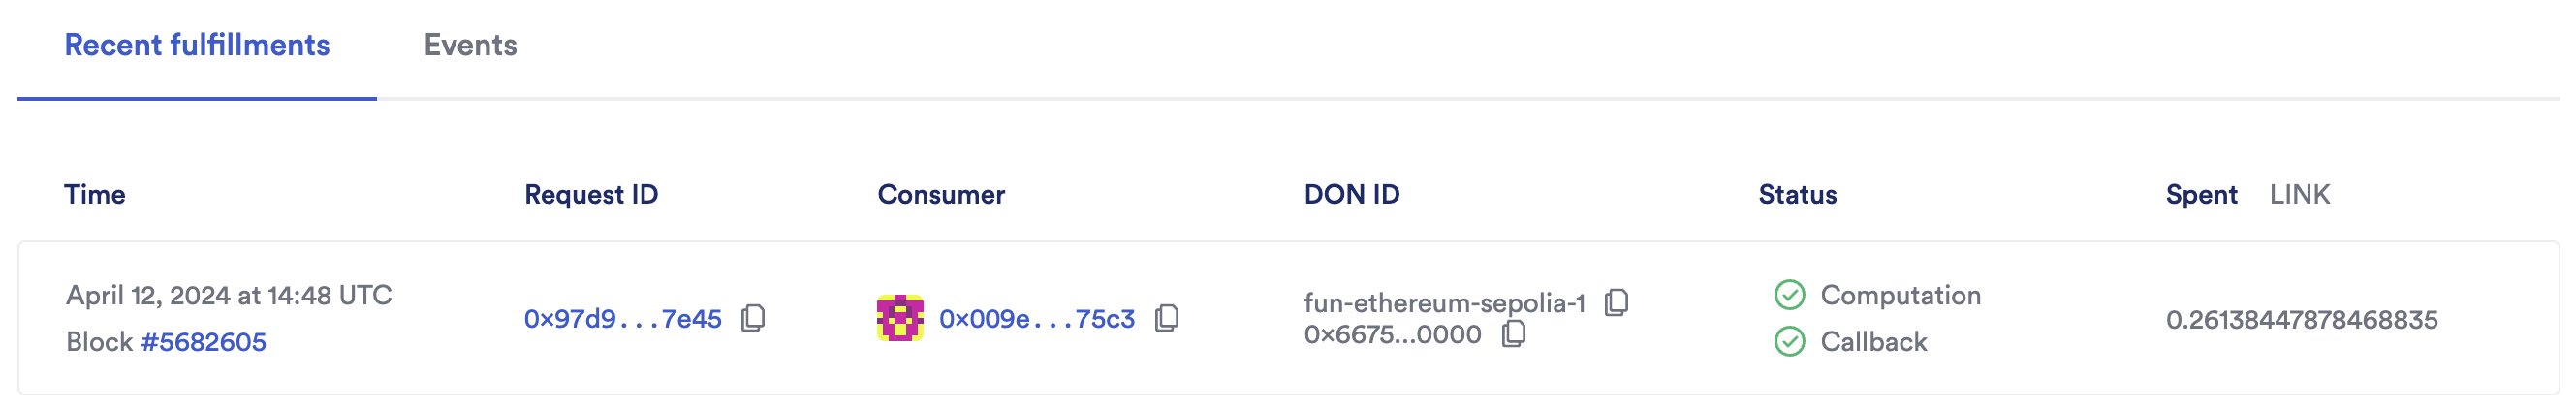 Recent fulfillments Events
Time Request ID Consumer DON ID Status Spent LINK
April 12, 2024 at 14:48 UTC
Block #5682605
0x97d9...7e45
0x009e...75c3
fun-ethereum-sepolia-1
0x6675...0000
Computation
Callback
0.26138447878468835